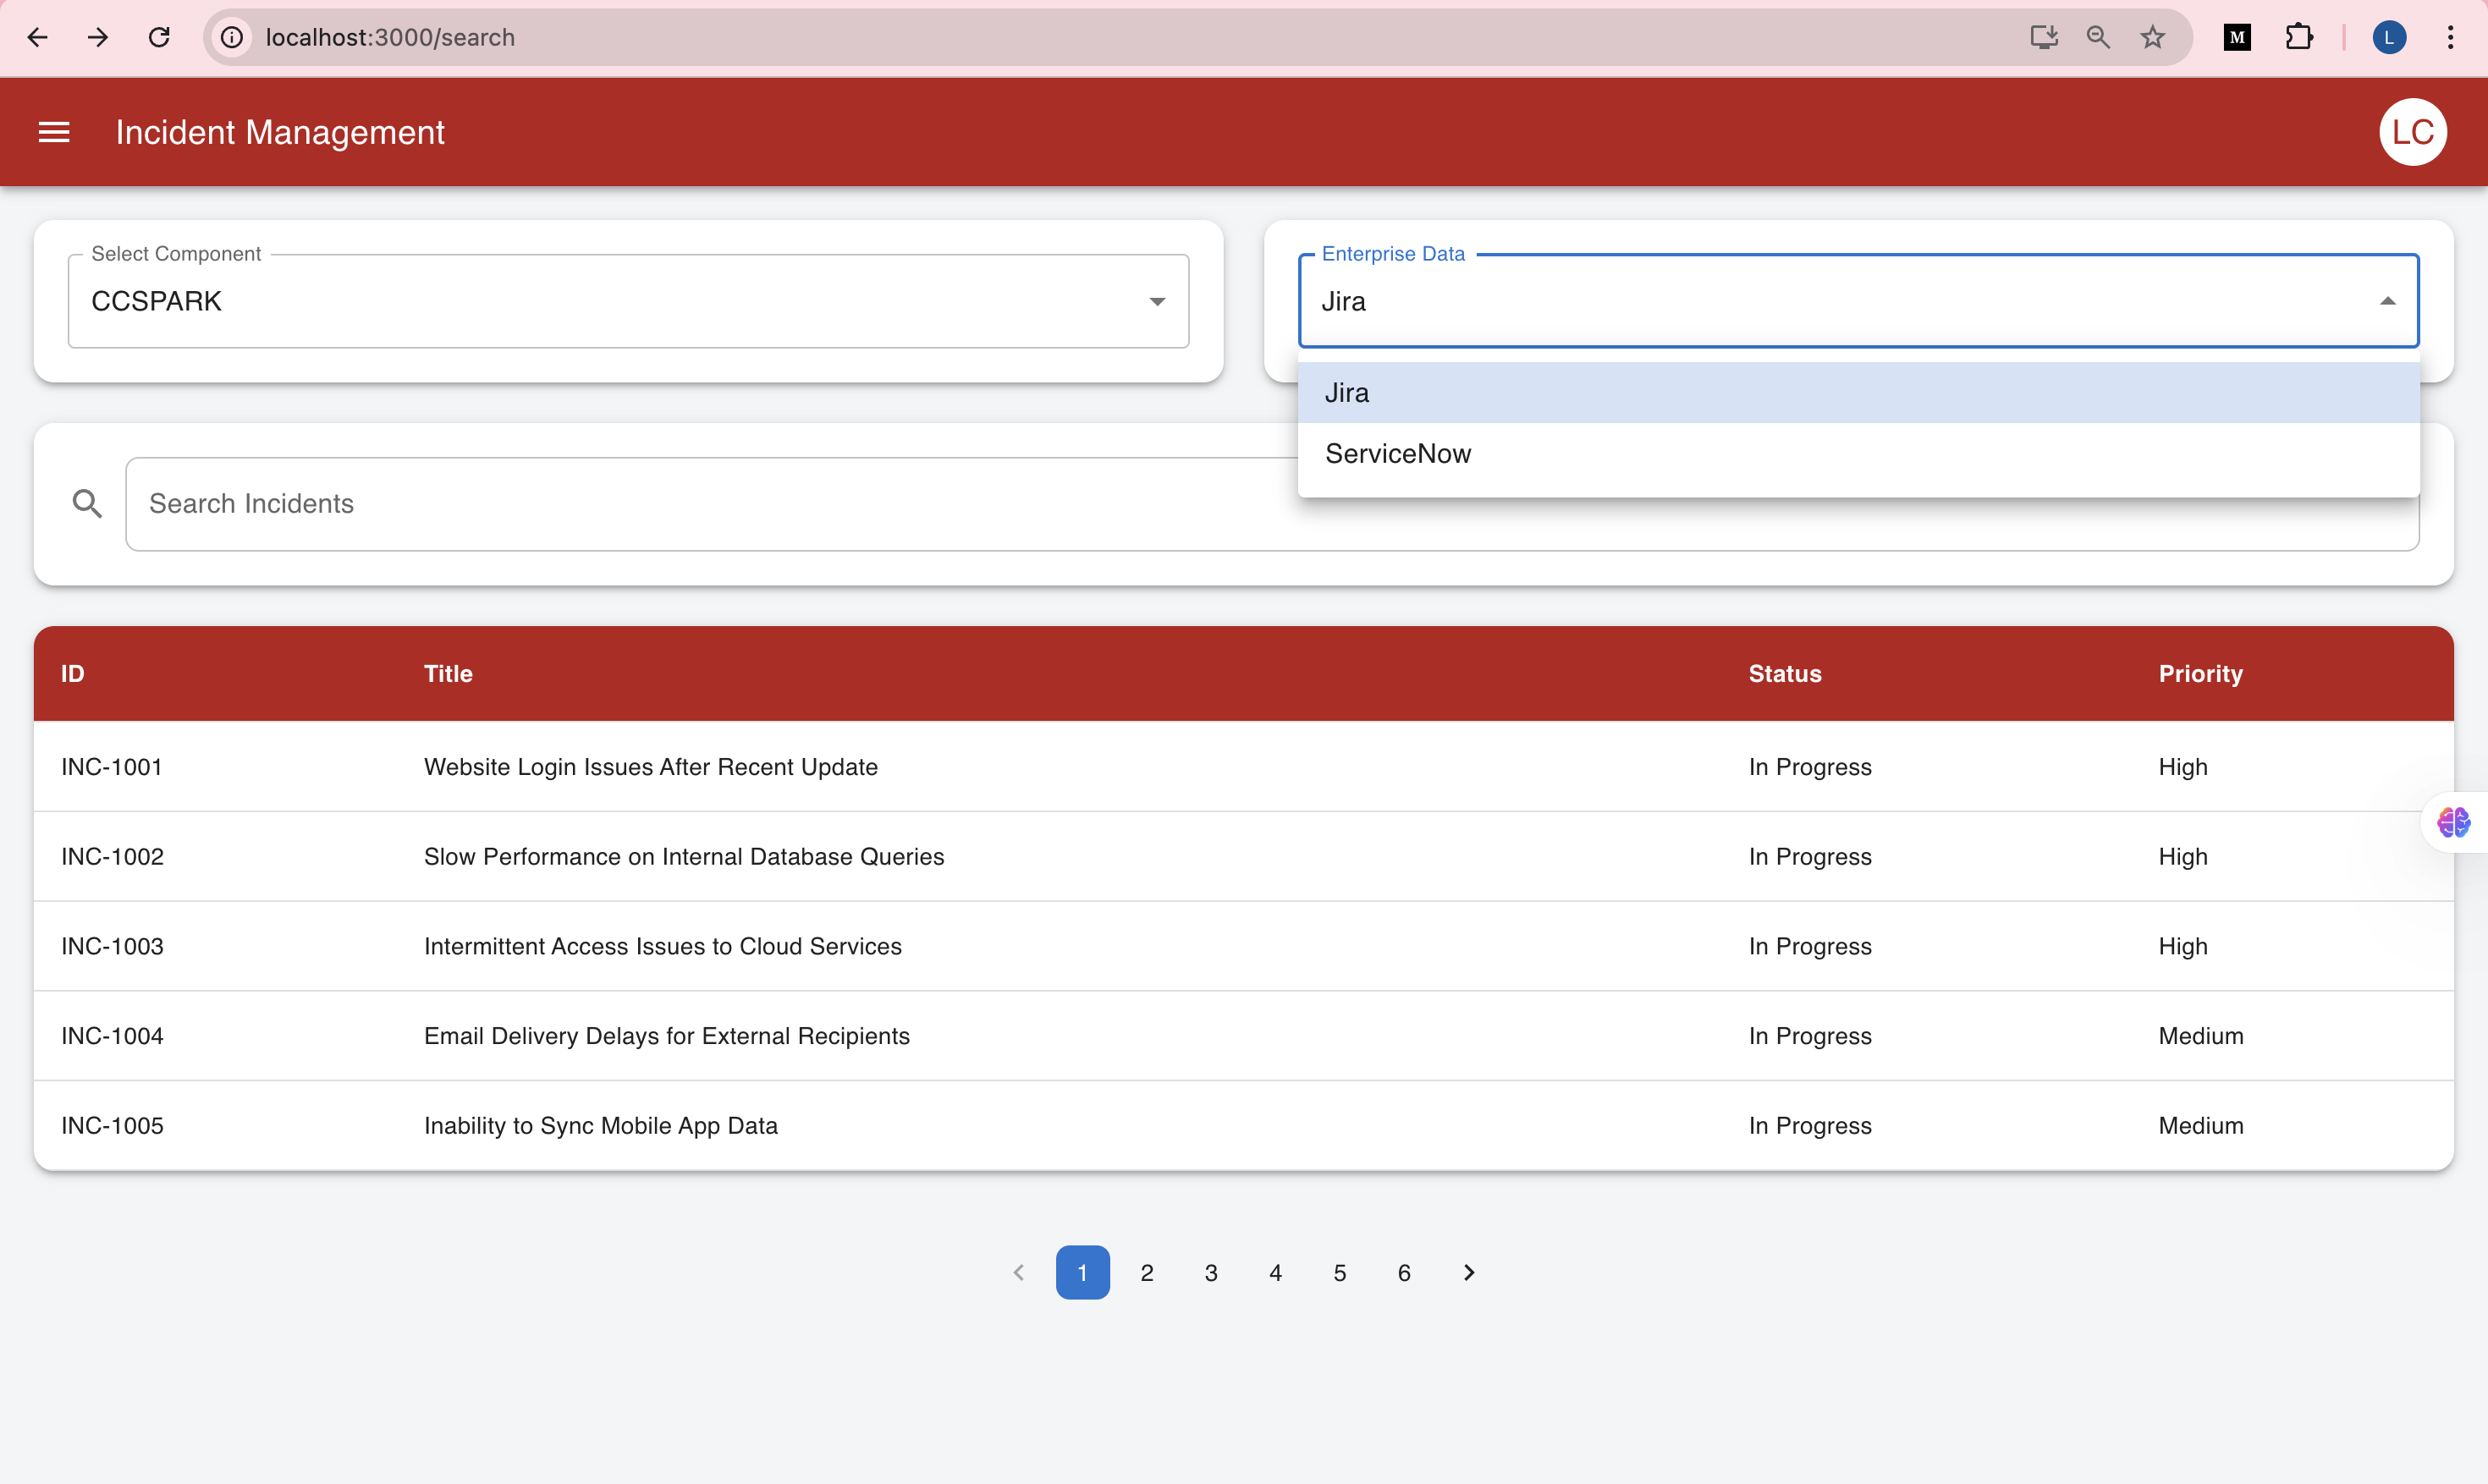 localhost:3000/search
M
L
Incident Management
LC
Select Component
CCSPARK
Enterprise Data
Jira
Jira
ServiceNow
Search Incidents
ID Title Status Priority
INC-1001 Website Login Issues After Recent Update In Progress High
INC-1002 Slow Performance on Internal Database Queries In Progress High
INC-1003 Intermittent Access Issues to Cloud Services In Progress High
INC-1004 Email Delivery Delays for External Recipients In Progress Medium
INC-1005 Inability to Sync Mobile App Data In Progress Medium
1 2 3 4 5 6